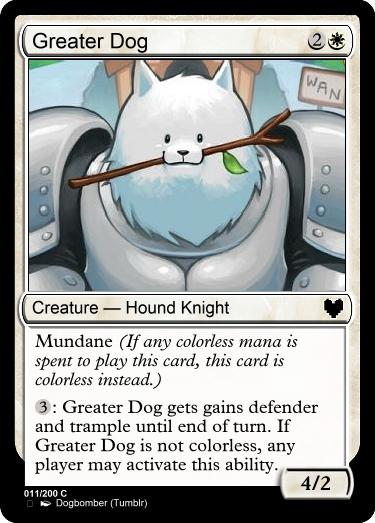 Greater Dog 2
WAN
Creature — Hound Knight
Mundane (If any colorless mana is
spent to play this card, this card is
colorless instead.)
3: Greater Dog gets gains defender
and trample until end of turn. If
Greater Dog is not colorless, any
player may activate this ability.
4/2
011/200 C
Dogbomber (Tumblr)